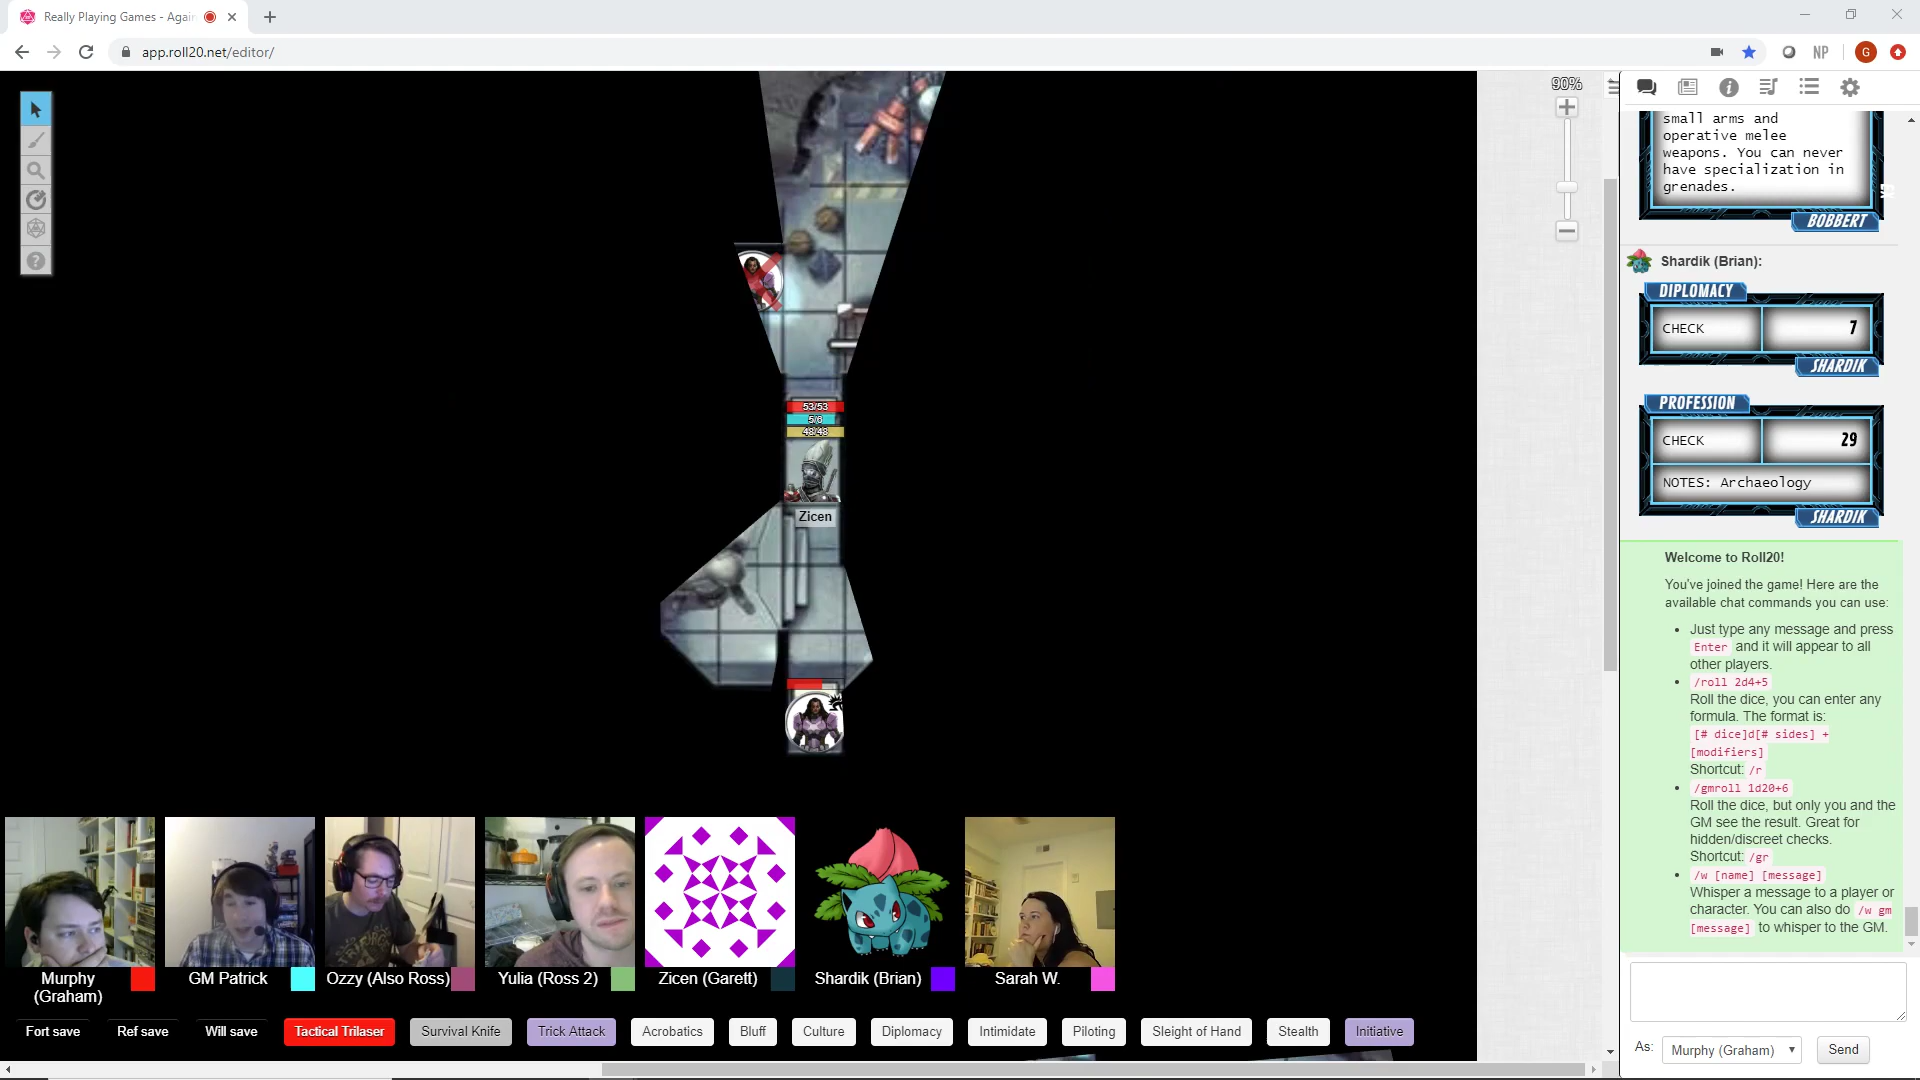 Really Playing Games - Agai
app.roll20.net/editor/
NP
G
90%
small arms and
operative melee
weapons. You can never
have specialization in
grenades.
BOBBERT
Shardik (Brian):
DIPLOMACY
CHECK 7
SHARDIK
PROFESSION
CHECK 29
NOTES: Archaeology
SHARDIK
Welcome to Roll20!
You've joined the game! Here are the
available chat commands you can use:
Just type any message and press
Enter and it will appear to all
other players.
/roll 2d4+5
Roll the dice, you can enter any
formula. The format is:
[# dice]d[# sides] +
[modifiers]
Shortcut: /r
/gmroll 1d20+6
Roll the dice, but only you and the
GM see the result. Great for
hidden/discreet checks.
Shortcut: /gr
/w [name] [message]
Whisper a message to a player or
character. You can also do /w gm
[message] to whisper to the GM.
As: Murphy (Graham) Send
53/53
5/6
48/48
Zicen
Murphy
(Graham)
GM Patrick
Ozzy (Also Ross)
Yulia (Ross 2)
Zicen (Garett)
Shardik (Brian)
Sarah W.
Fort save Ref save Will save Tactical Trilaser Survival Knife Trick Attack Acrobatics Bluff Culture Diplomacy Intimidate Piloting Sleight of Hand Stealth Initiative